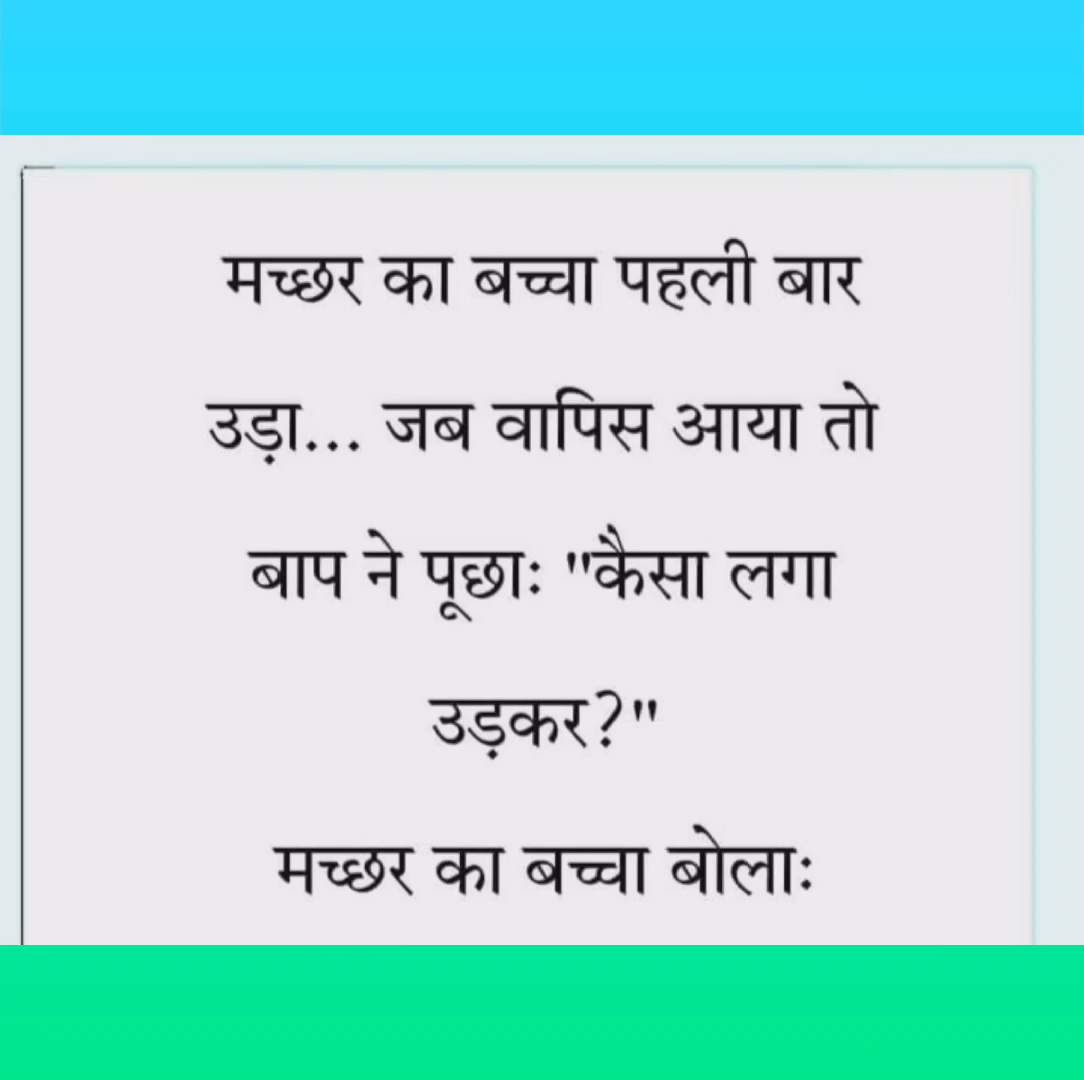 मच्छर का बच्चा पहली बार
उड़ा... जब वापिस आया तो
बाप ने पूछाः "कैसा लगा
उड़कर?"
मच्छर का बच्चा बोलाः